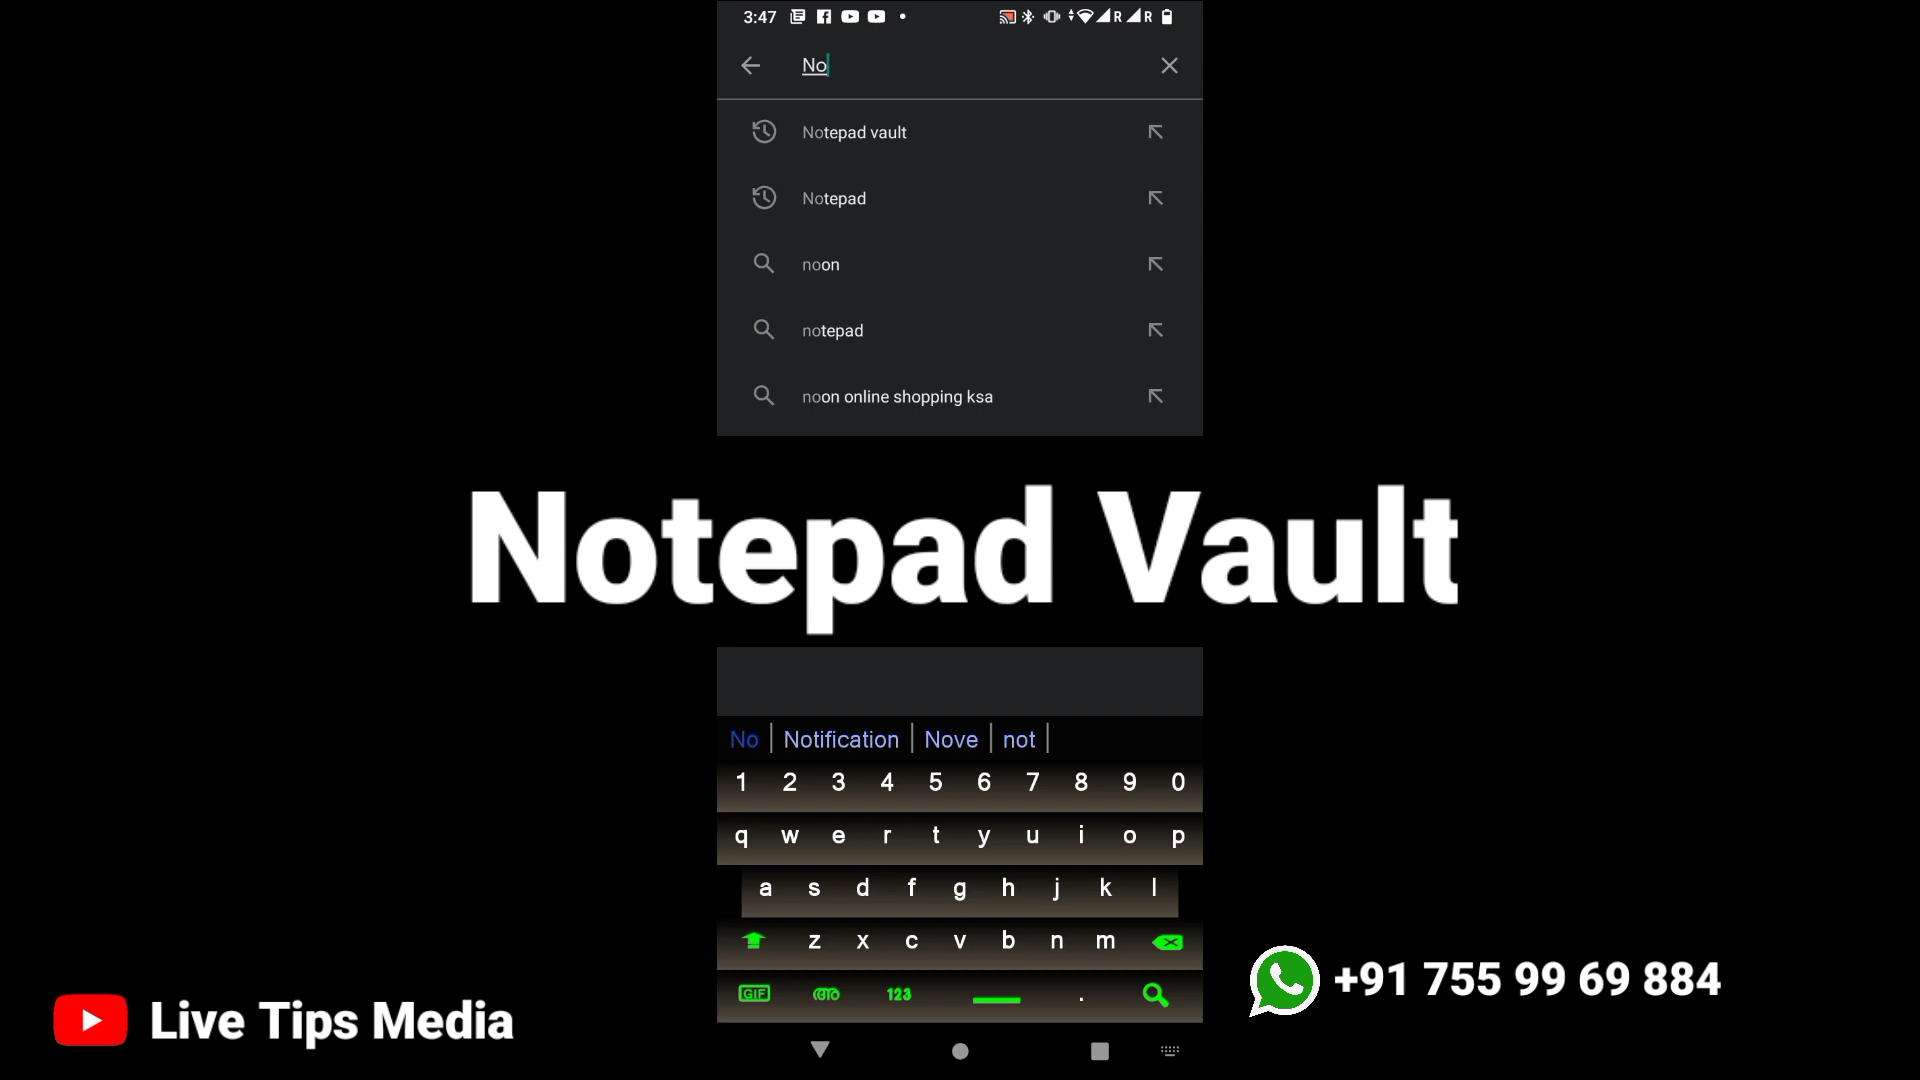 3:47
R
R
No
Notepad vault
Notepad
noon
notepad
noon online shopping ksa
Notepad Vault
No Notification Nove not
1 2 3 4 5 6 7 8 9 0
q w e r t y u i o p
a s d f g h j k l
z x c v b n m
GIF അ 123 .
Live Tips Media
+91 755 99 69 884